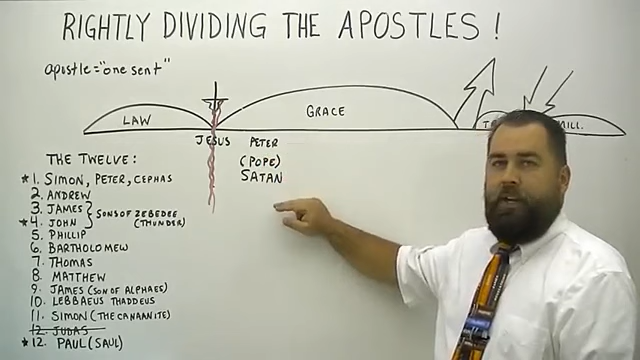 RIGHTLY DIVIDING THE APOSTLES!
apostle="one sent"
LAW
GRACE
MILL.
JESUS
PETER
(POPE)
SATAN
THE TWELVE:
*1. SIMON, PETER, CEPHAS
2. ANDREW
3. JAMES
*4. JOHN
SONS OF ZEBEDEE
(THUNDER)
5. PHILLIP
6. BARTHOLOMEW
7. THOMAS
8. MATTHEW
9. JAMES (SON OF ALPHAES)
10. LEBBAEUS THADDEUS
11. SIMON (THE CANAANITE)
12. JUDAS
*12. PAUL (SAUL)